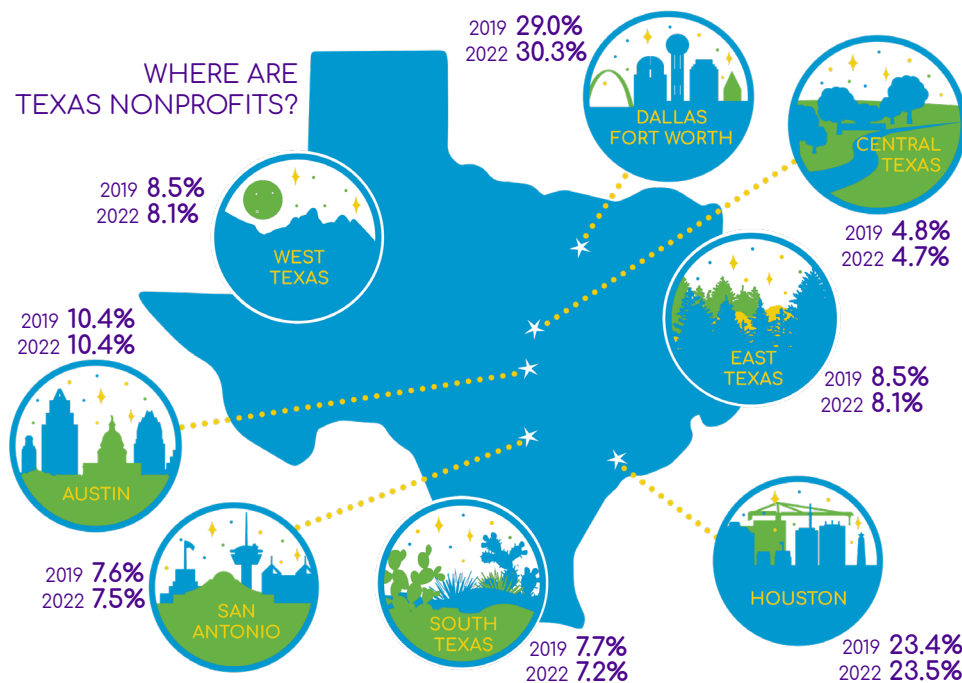 WHERE ARE
TEXAS NONPROFITS?
2019 29.0%
2022 30.3%
DALLAS
FORT WORTH
CENTRAL
TEXAS
2019 4.8%
2022 4.7%
2019 8.5%
2022 8.1%
WEST
TEXAS
EAST
TEXAS
2019 8.5%
2022 8.1%
2019 10.4%
2022 10.4%
AUSTIN
2019 7.6%
2022 7.5%
SAN
ANTONIO
SOUTH
TEXAS
2019 7.7%
2022 7.2%
HOUSTON
2019 23.4%
2022 23.5%